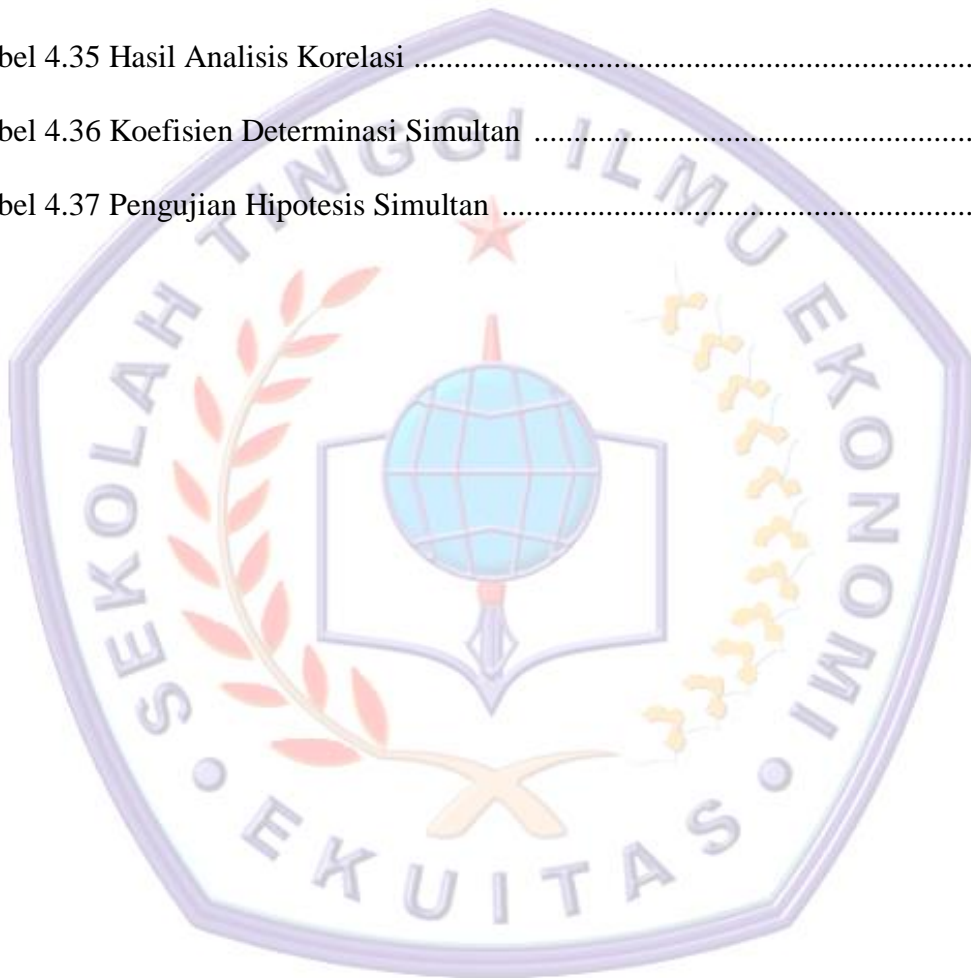 bel 4.35 Hasil Analisis Korelasi ......................................................................
bel 4.36 Koefisien Determinasi Simultan .......................................................
bel 4.37 Pengujian Hipotesis Simultan ...........................................................
SEKOLAH TINGGI ILMU EKONOMI
• EKUITAS •